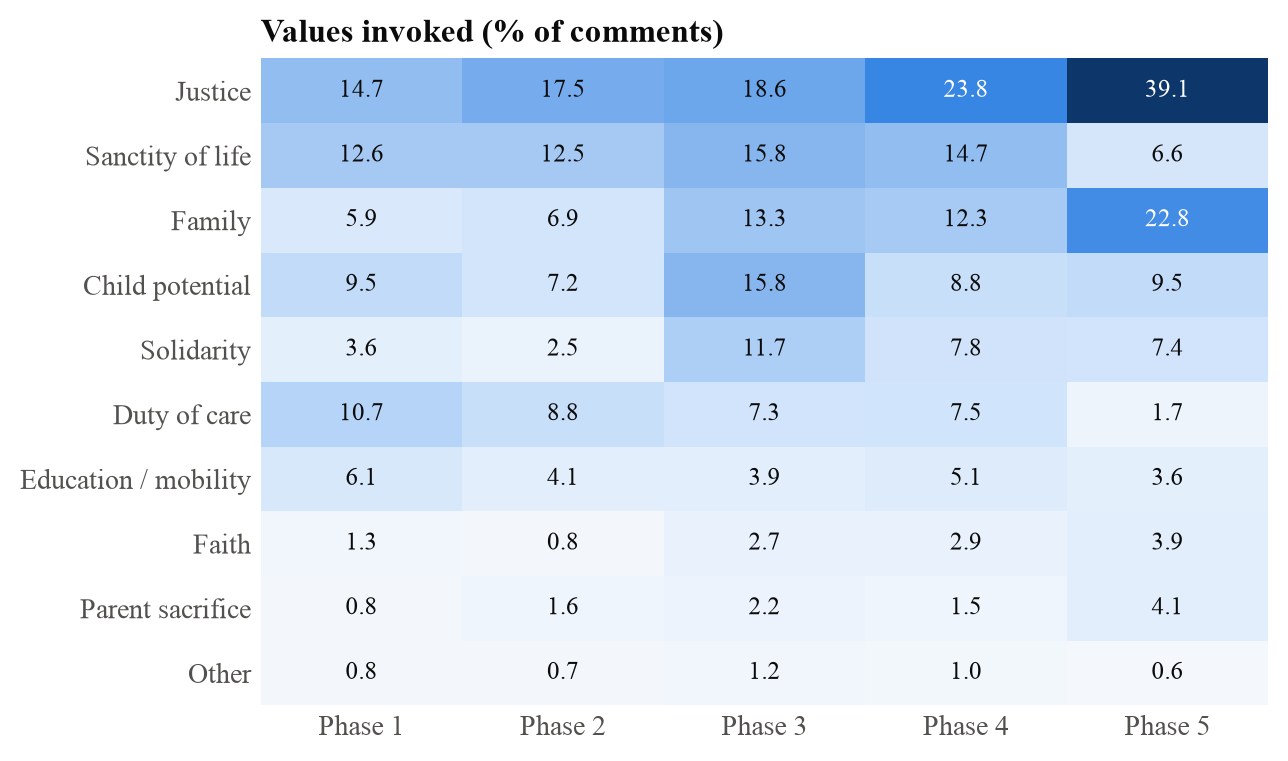 Values invoked (% of comments)
Justice 14.7 17.5 18.6 23.8 39.1
Sanctity of life 12.6 12.5 15.8 14.7 6.6
Family 5.9 6.9 13.3 12.3 22.8
Child potential 9.5 7.2 15.8 8.8 9.5
Solidarity 3.6 2.5 11.7 7.8 7.4
Duty of care 10.7 8.8 7.3 7.5 1.7
Education / mobility 6.1 4.1 3.9 5.1 3.6
Faith 1.3 0.8 2.7 2.9 3.9
Parent sacrifice 0.8 1.6 2.2 1.5 4.1
Other 0.8 0.7 1.2 1.0 0.6
Phase 1 Phase 2 Phase 3 Phase 4 Phase 5